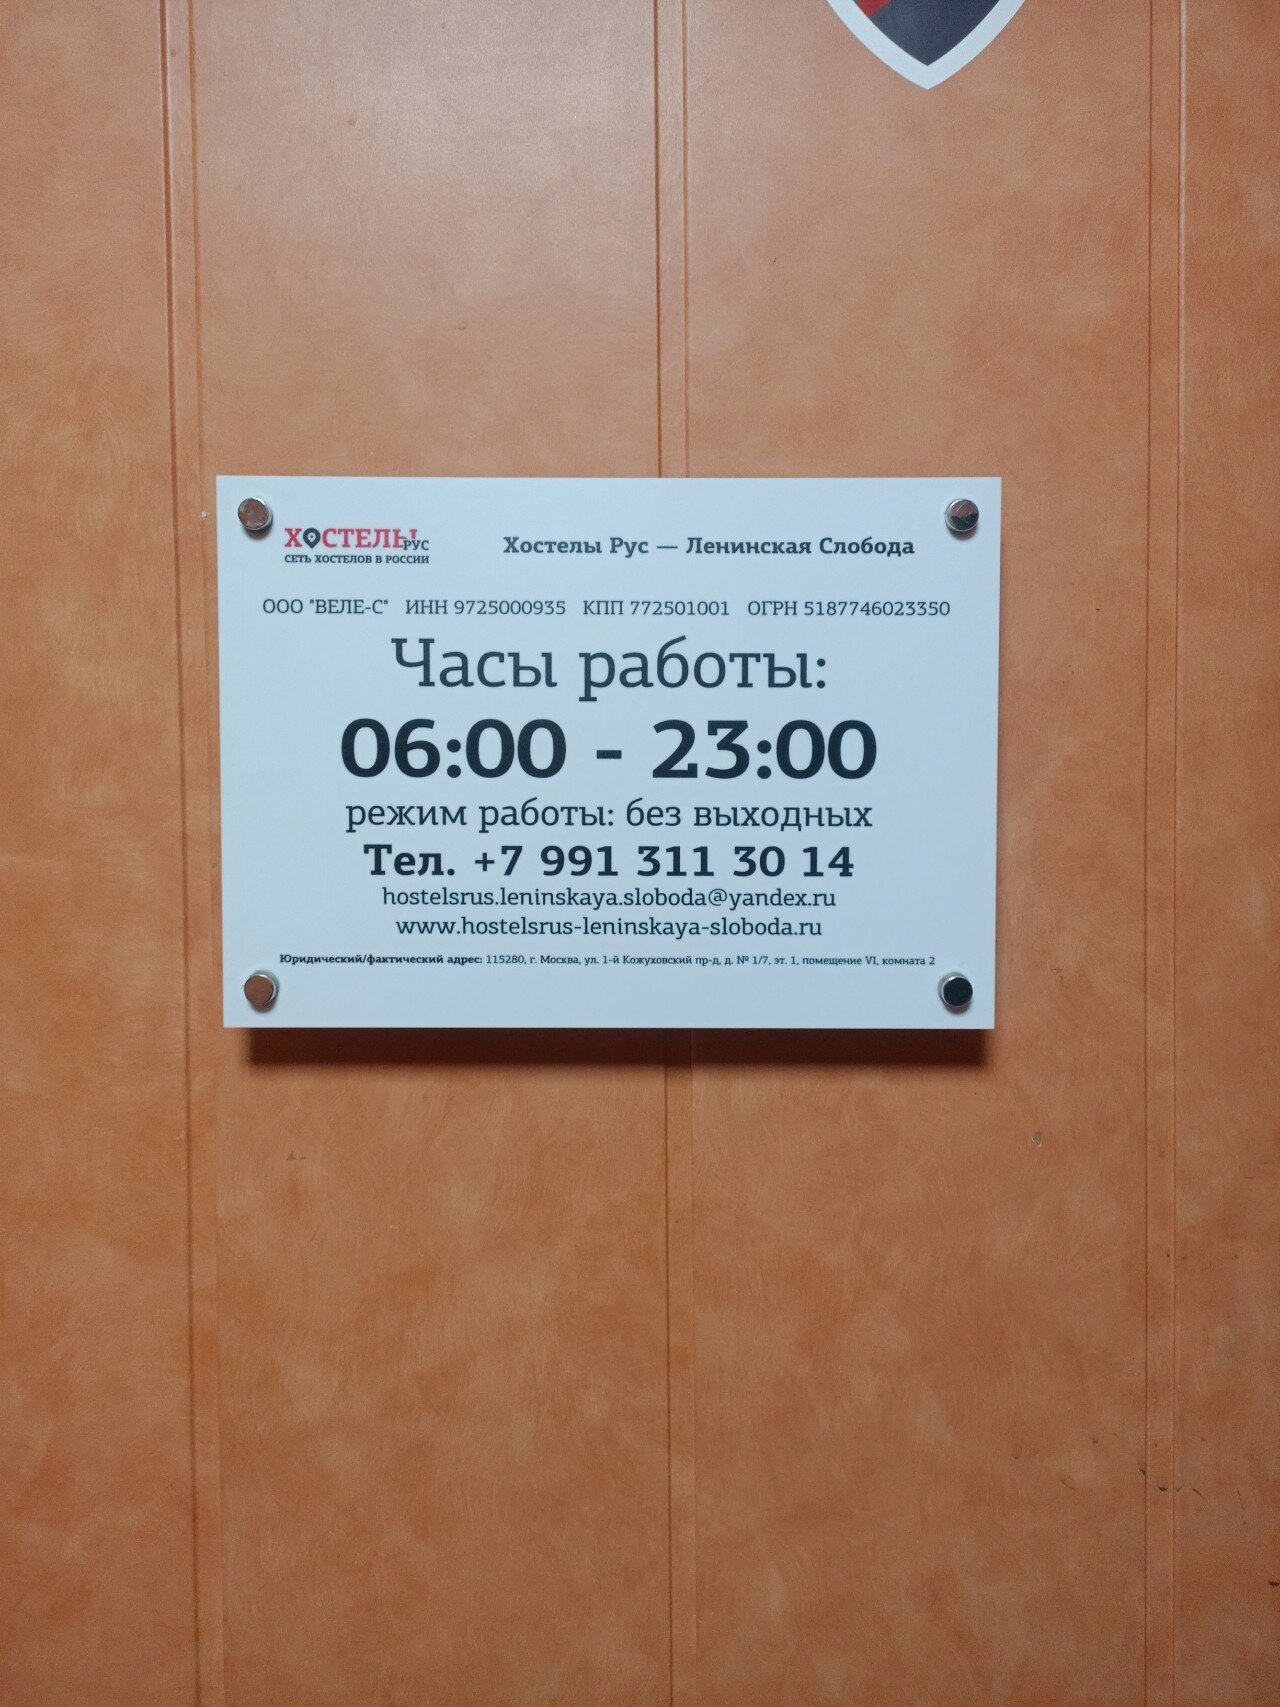 ХОСТЕЛЫ РУС
СЕТЬ ХОСТЕЛОВ В РОССИИ
Хостелы Рус — Ленинская Слобода
ООО "ВЕЛЕ-С" ИНН 9725000935 КПП 772501001 ОГРН 5187746023350
Часы работы:
06:00 - 23:00
режим работы: без выходных
Тел. +7 991 311 30 14
hostelsrus.leninskaya.sloboda@yandex.ru
www.hostelsrus-leninskaya-sloboda.ru
Юридический/фактический адрес: 115280, г. Москва, ул. 1-й Кожуховский пр-д, д. № 1/7, эт. 1, помещение VI, комната 2